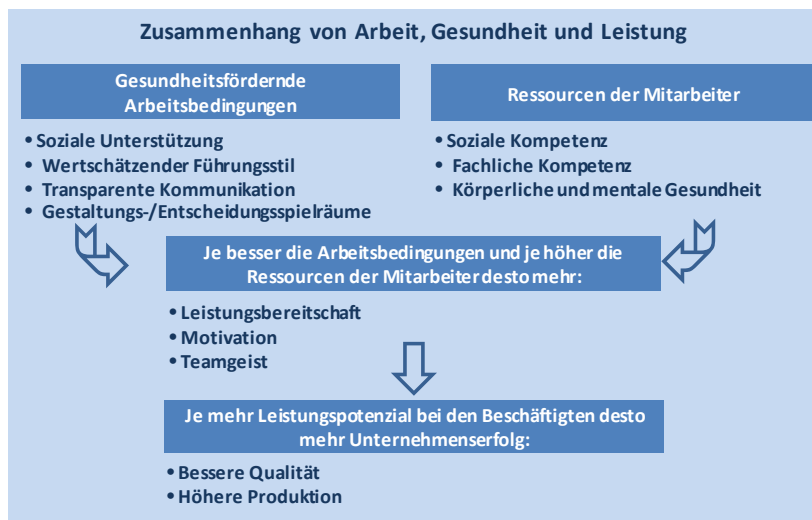 Zusammenhang von Arbeit, Gesundheit und Leistung
Gesundheitsfördernde
Arbeitsbedingungen
• Soziale Unterstützung
• Wertschätzender Führungsstil
• Transparente Kommunikation
• Gestaltungs-/Entscheidungsspielräume
Ressourcen der Mitarbeiter
• Soziale Kompetenz
• Fachliche Kompetenz
• Körperliche und mentale Gesundheit
Je besser die Arbeitsbedingungen und je höher die
Ressourcen der Mitarbeiter desto mehr:
• Leistungsbereitschaft
• Motivation
• Teamgeist
Je mehr Leistungspotenzial bei den Beschäftigten desto
mehr Unternehmenserfolg:
• Bessere Qualität
• Höhere Produktion